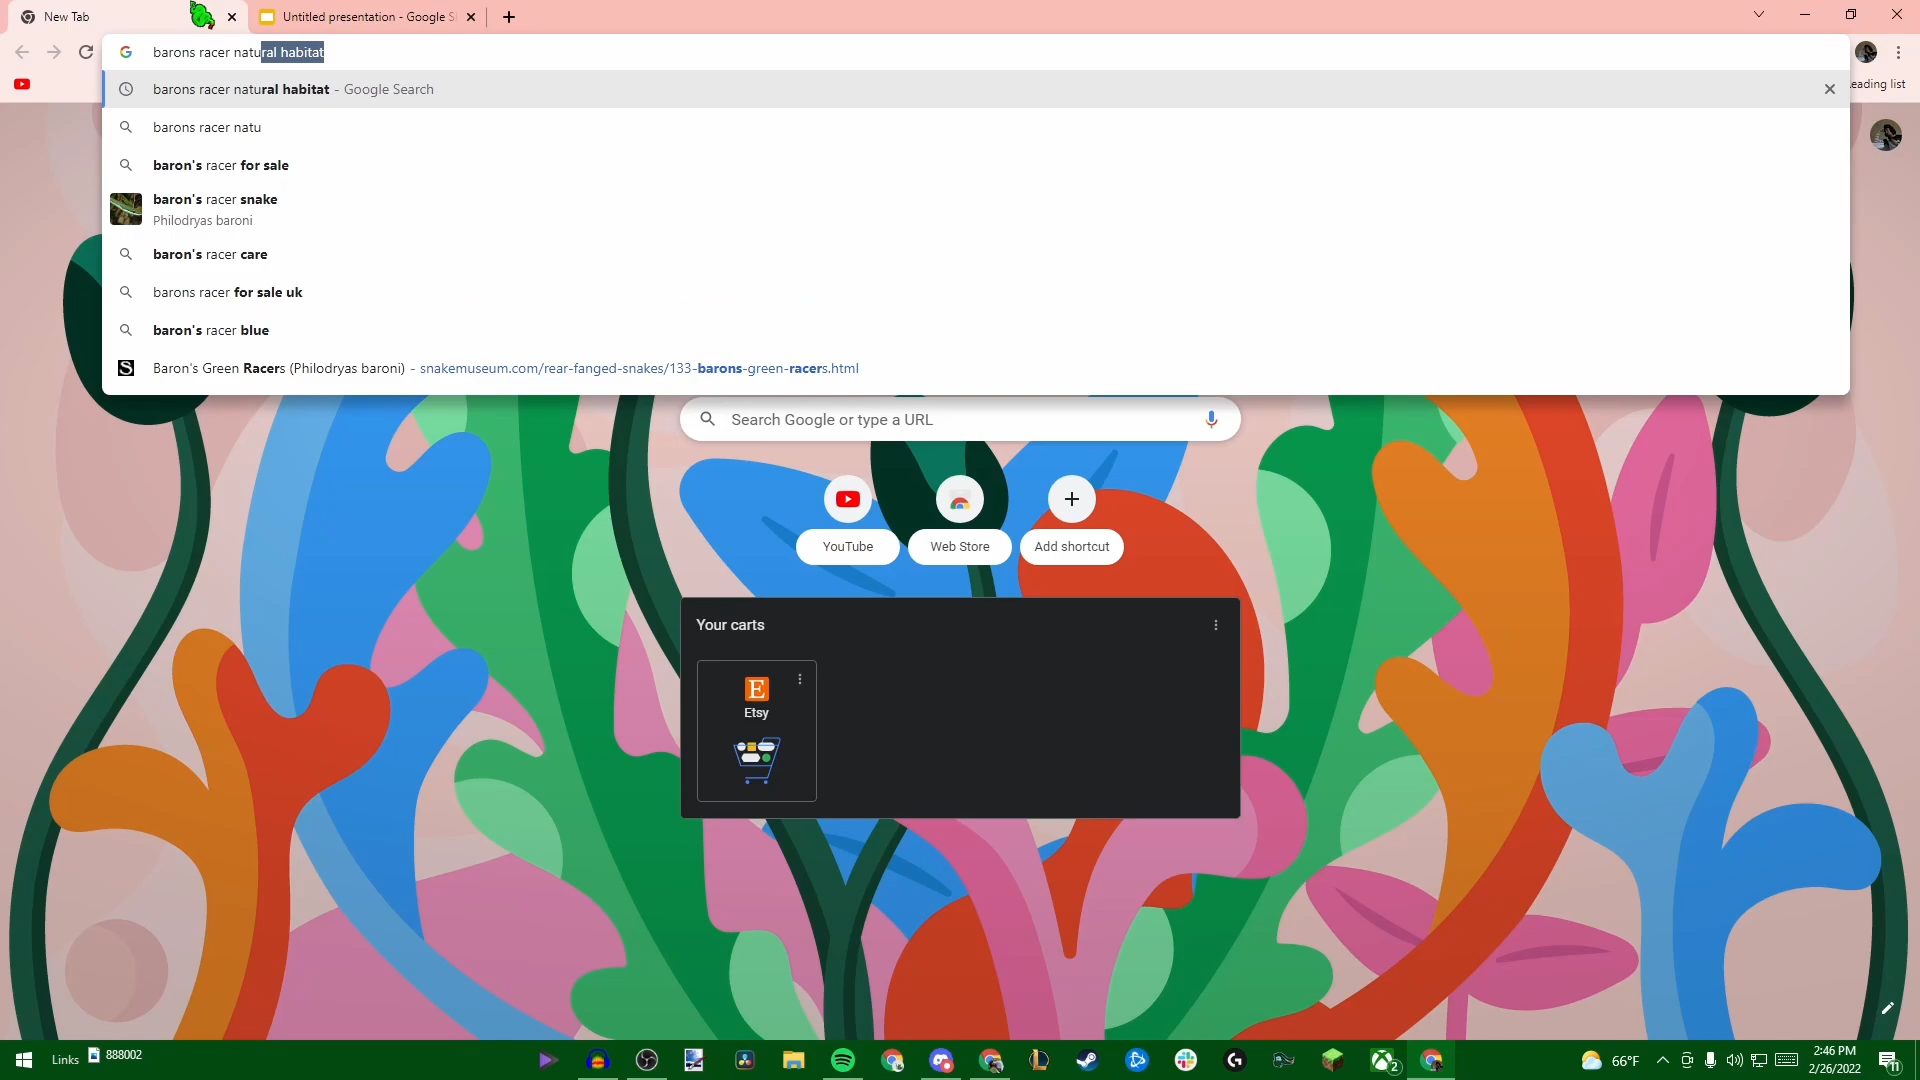 New Tab
Untitled presentation - Google S
barons racer natural habitat
eading list
barons racer natural habitat - Google Search
barons racer natu
baron's racer for sale
baron's racer snake
Philodryas baroni
baron's racer care
barons racer for sale uk
baron's racer blue
Baron's Green Racers (Philodryas baroni) - snakemuseum.com/rear-fanged-snakes/133-barons-green-racers.html
Search Google or type a URL
YouTube
Web Store
Add shortcut
Your carts
E
Etsy
Links
888002
2
66°F
2:46 PM
2/26/2022
11